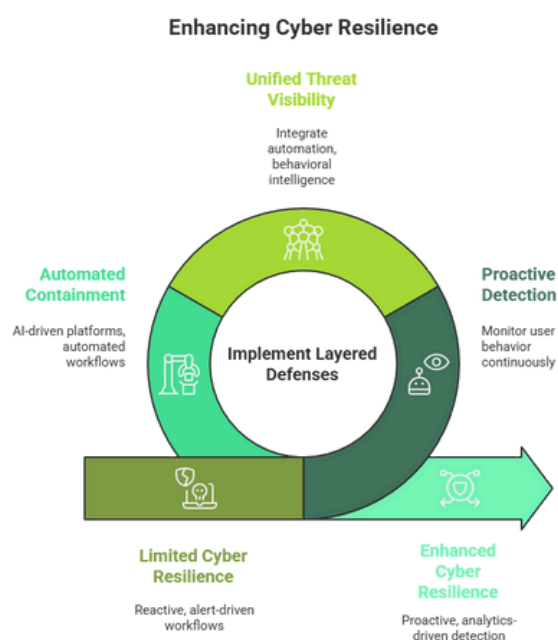 Enhancing Cyber Resilience
Unified Threat
Visibility
Integrate
automation,
behavioral
intelligence
Automated
Containment
AI-driven platforms,
automated
workflows
Proactive
Detection
Monitor user
behavior
continuously
Implement Layered
Defenses
Limited Cyber
Resilience
Reactive, alert-driven
workflows
Enhanced
Cyber
Resilience
Proactive, analytics-
driven detection